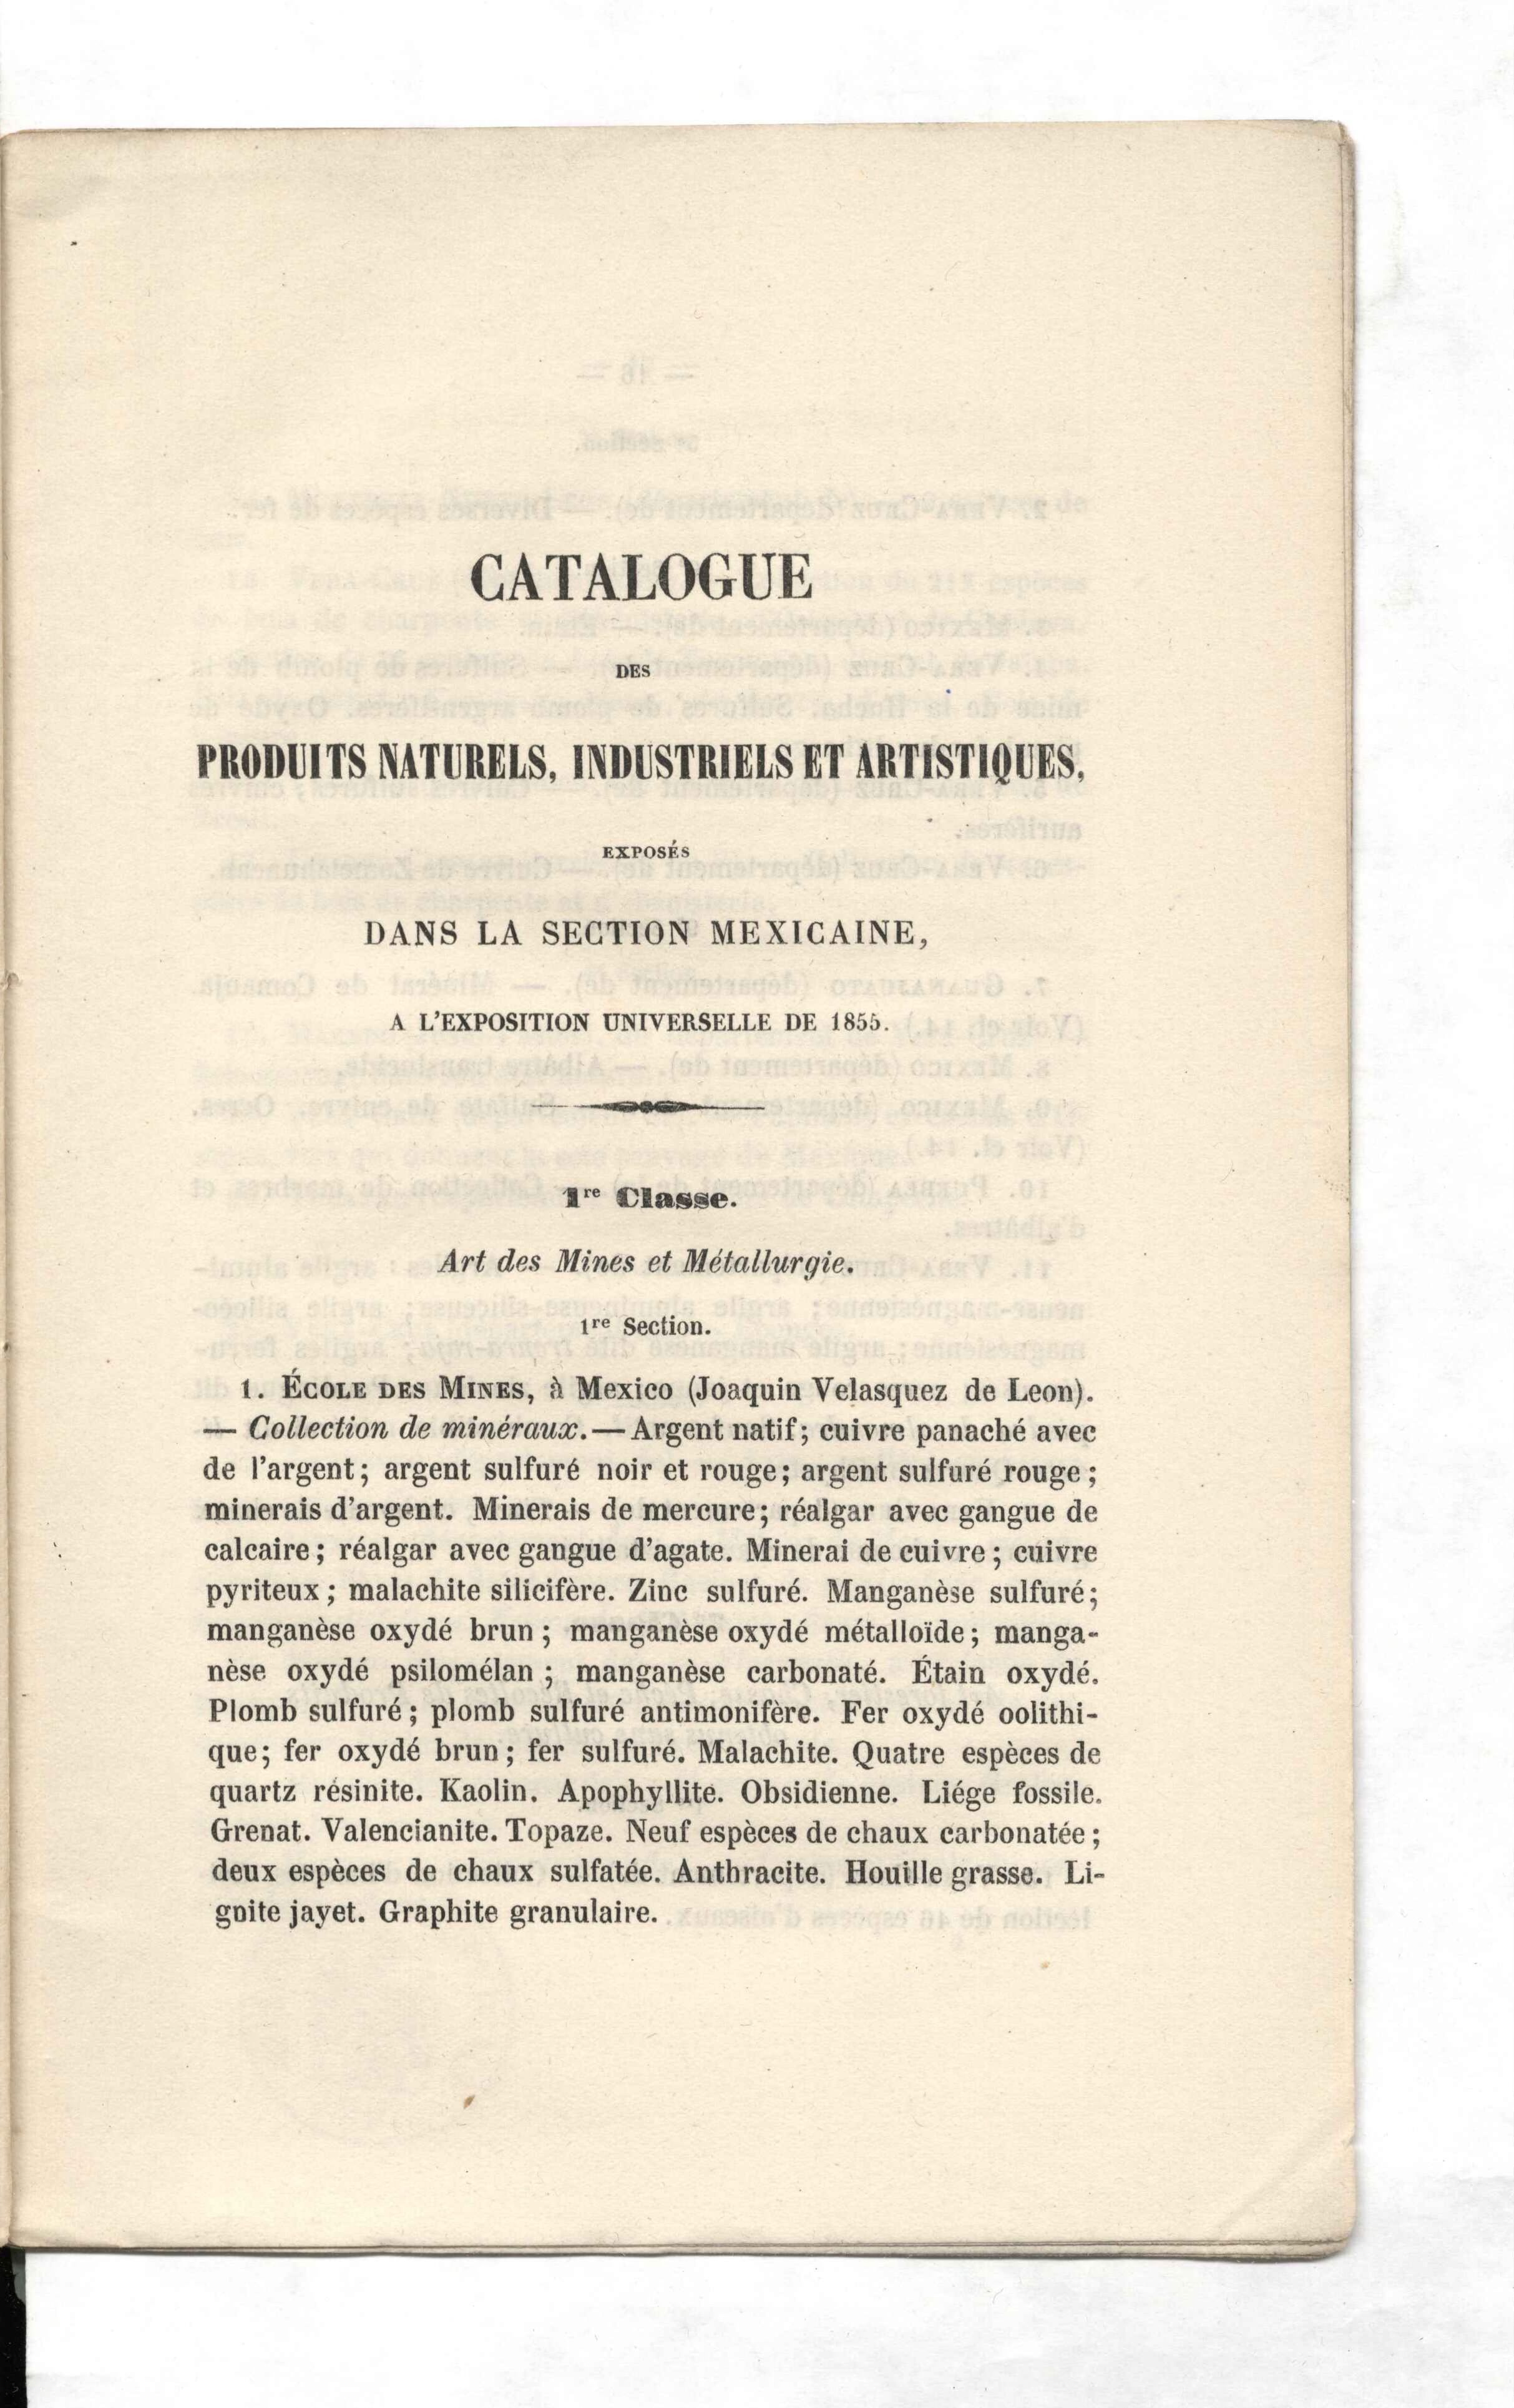 CATALOGUE
DES
PRODUITS NATURELS, INDUSTRIELS ET ARTISTIQUES,
EXPOSÉS
DANS LA SECTION MEXICAINE,
A L'EXPOSITION UNIVERSELLE DE 1855.
1re Classe.
Art des Mines et Métallurgie.
1re Section.
1. ÉCOLE DES MINES, à Mexico (Joaquin Velasquez de Leon).
— Collection de minéraux. — Argent natif; cuivre panaché avec
de l'argent; argent sulfuré noir et rouge; argent sulfuré rouge;
minerais d'argent. Minerais de mercure; réalgar avec gangue de
calcaire; réalgar avec gangue d'agate. Minerai de cuivre; cuivre
pyriteux; malachite silicifère. Zinc sulfuré. Manganèse sulfuré;
manganèse oxydé brun; manganèse oxydé métalloïde; manga-
nèse oxydé psilomélan; manganèse carbonaté. Étain oxydé.
Plomb sulfuré; plomb sulfuré antimonifère. Fer oxydé oolithi-
que; fer oxydé brun; fer sulfuré. Malachite. Quatre espèces de
quartz résinite. Kaolin. Apophyllite. Obsidienne. Liége fossile.
Grenat. Valencianite. Topaze. Neuf espèces de chaux carbonatée;
deux espèces de chaux sulfatée. Anthracite. Houille grasse. Li-
gnite jayet. Graphite granulaire.